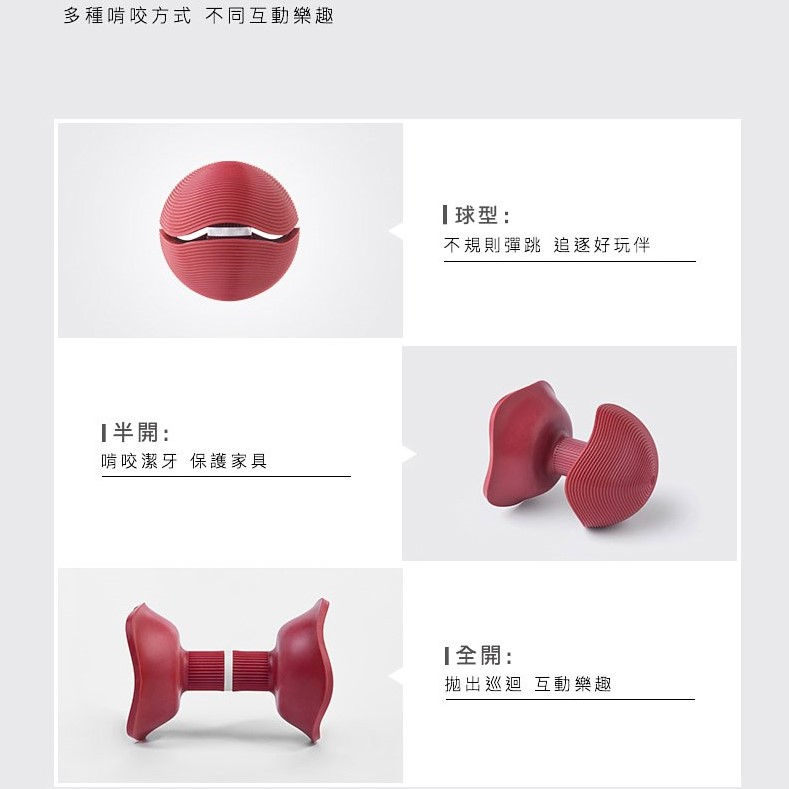 多種啃咬方式 不同互動樂趣
球型:
不規則彈跳 追逐好玩伴
半開:
啃咬潔牙 保護家具
全開:
拋出巡迴 互動樂趣